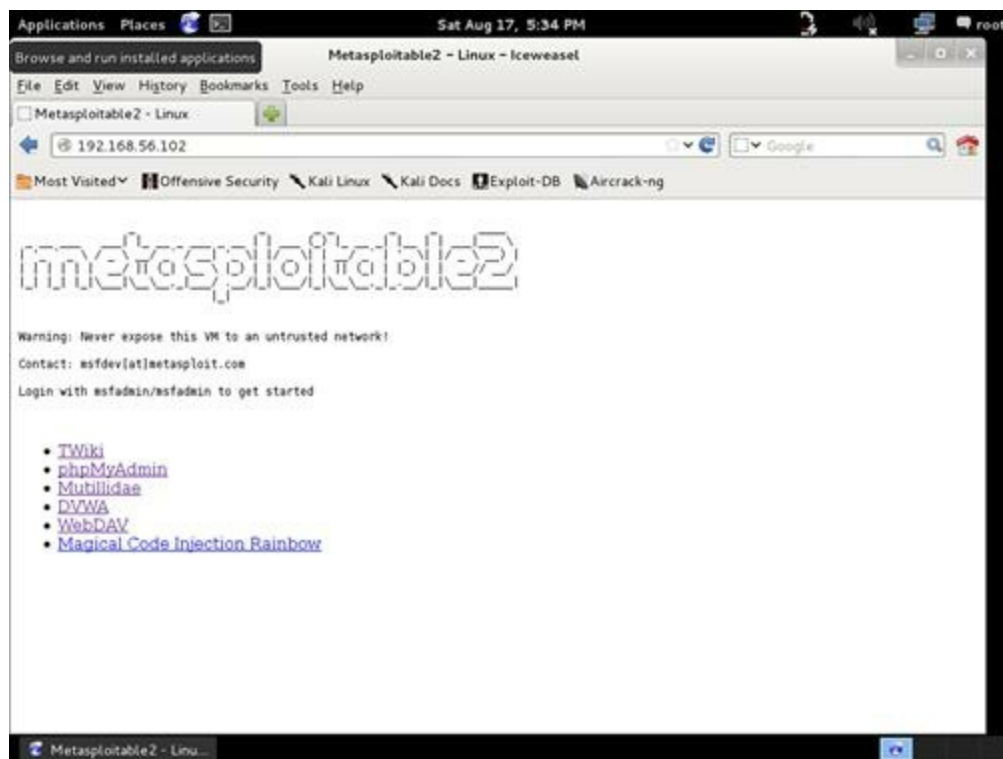 Applications Places Sat Aug 17, 5:34 PM root
Browse and run installed applications Metasploitable2 - Linux - Iceweasel
File Edit View History Bookmarks Tools Help
Metasploitable2 - Linux
192.168.56.102 Google
Most Visited Offensive Security Kali Linux Kali Docs Exploit-DB Aircrack-ng
metasploitable2
Warning: Never expose this VM to an untrusted network!
Contact: msfdev[at]metasploit.com
Login with msfadmin/msfadmin to get started
TWiki
phpMyAdmin
Mutillidae
DVWA
WebDAV
Magical Code Injection Rainbow
Metasploitable2 - Linu...